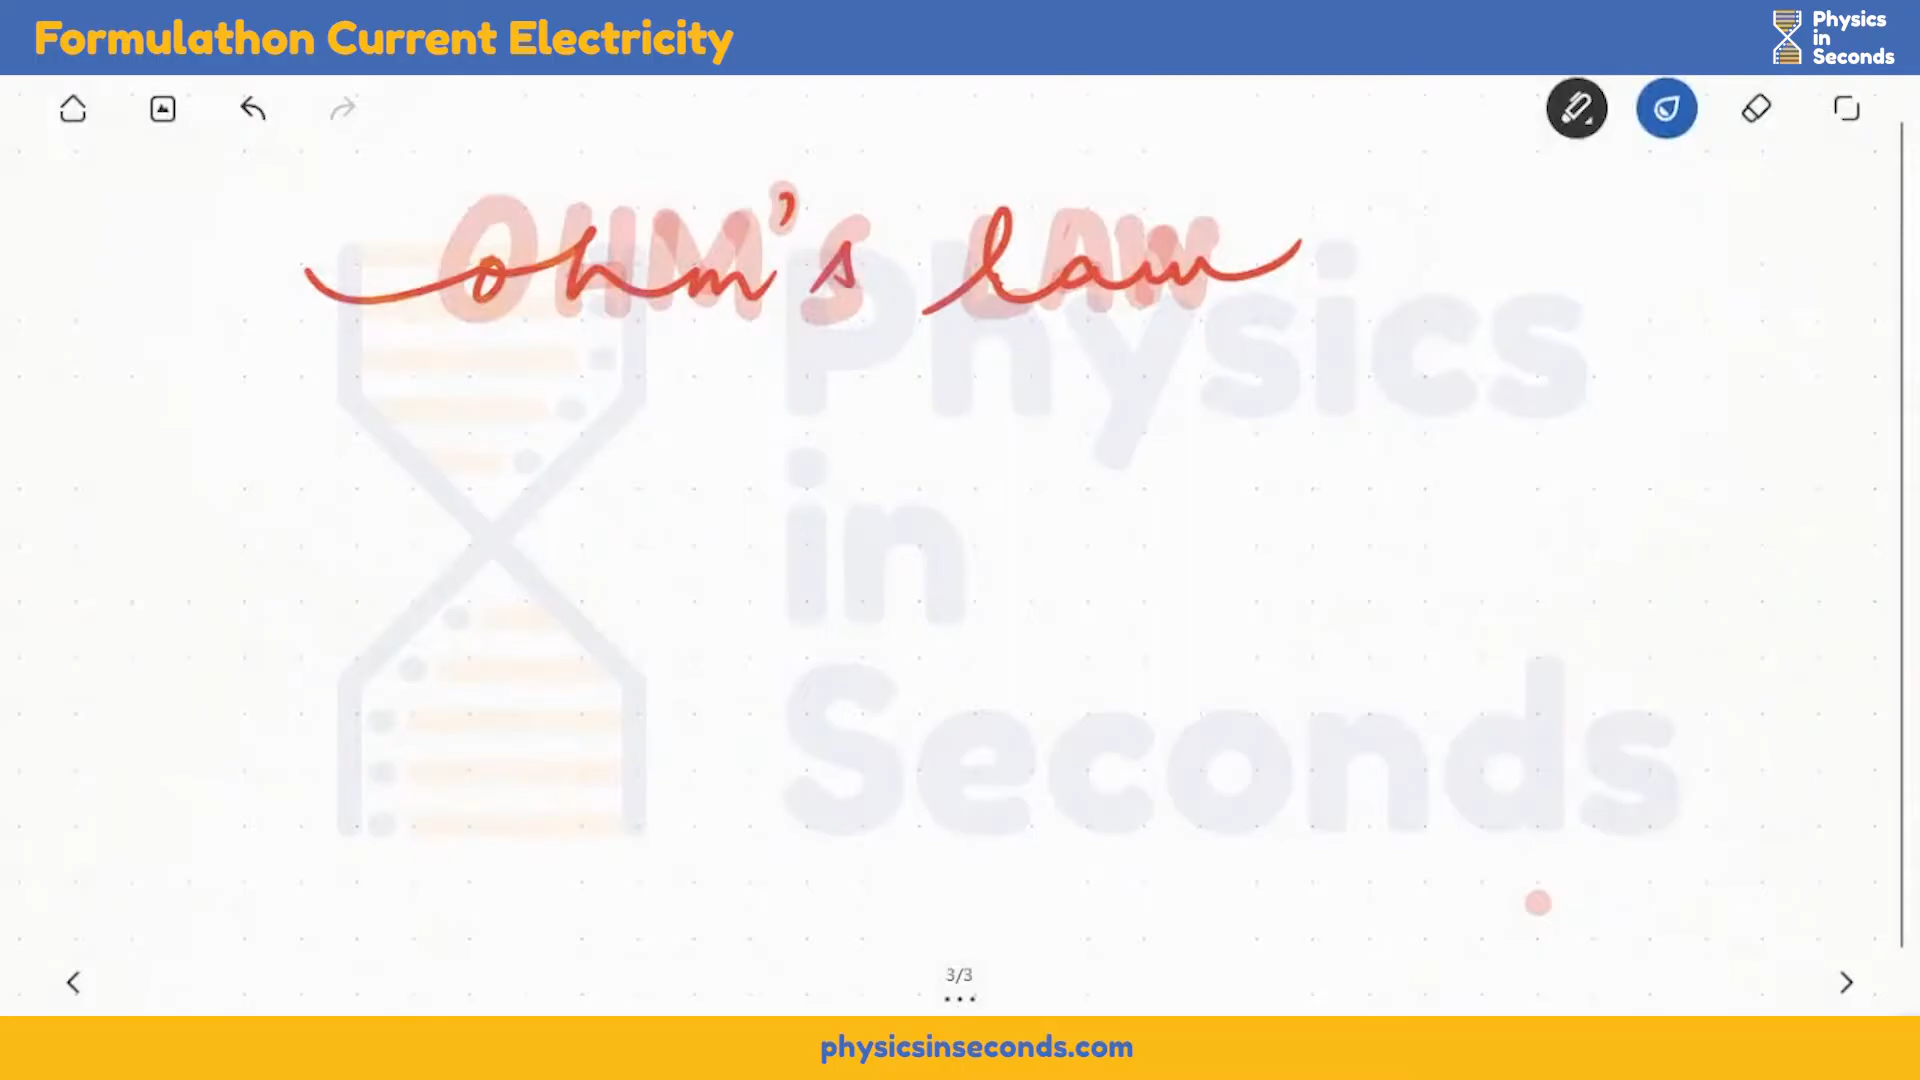 Formulathon Current Electricity
Physics
in
Seconds
OHM'S LAW
ohm's law
Physics
in
Seconds
3/3
physicsinseconds.com